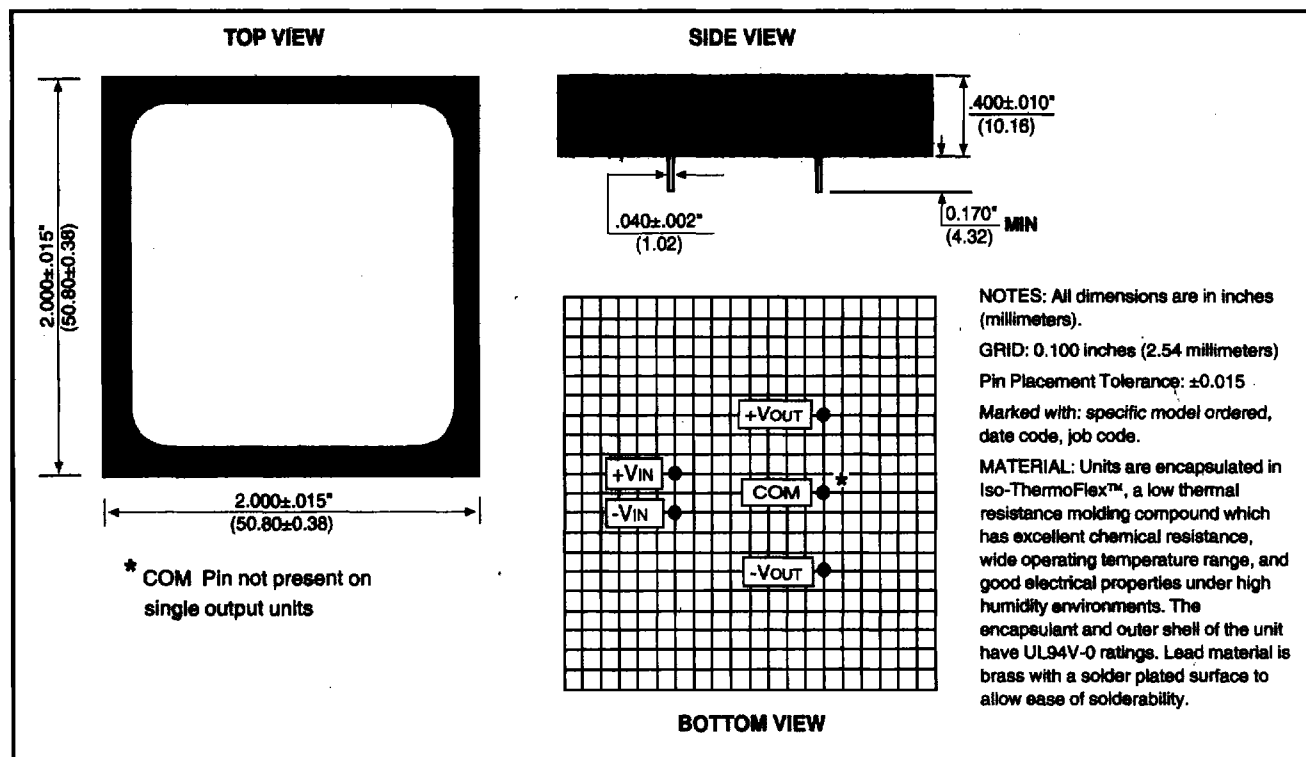 TOP VIEW
2.000±.015"
(50.80±0.38)
2.000±.015"
(50.80±0.38)
* COM Pin not present on
single output units
SIDE VIEW
.400±.010"
(10.16)
.040±.002"
(1.02)
0.170"
(4.32)
MIN
+VOUT
+VIN
COM
*
-VIN
-VOUT
BOTTOM VIEW
NOTES: All dimensions are in inches
(millimeters).
GRID: 0.100 inches (2.54 millimeters)
Pin Placement Tolerance: ±0.015
Marked with: specific model ordered,
date code, job code.
MATERIAL: Units are encapsulated in
Iso-ThermoFlex™, a low thermal
resistance molding compound which
has excellent chemical resistance,
wide operating temperature range, and
good electrical properties under high
humidity environments. The
encapsulant and outer shell of the unit
have UL94V-0 ratings. Lead material is
brass with a solder plated surface to
allow ease of solderability.